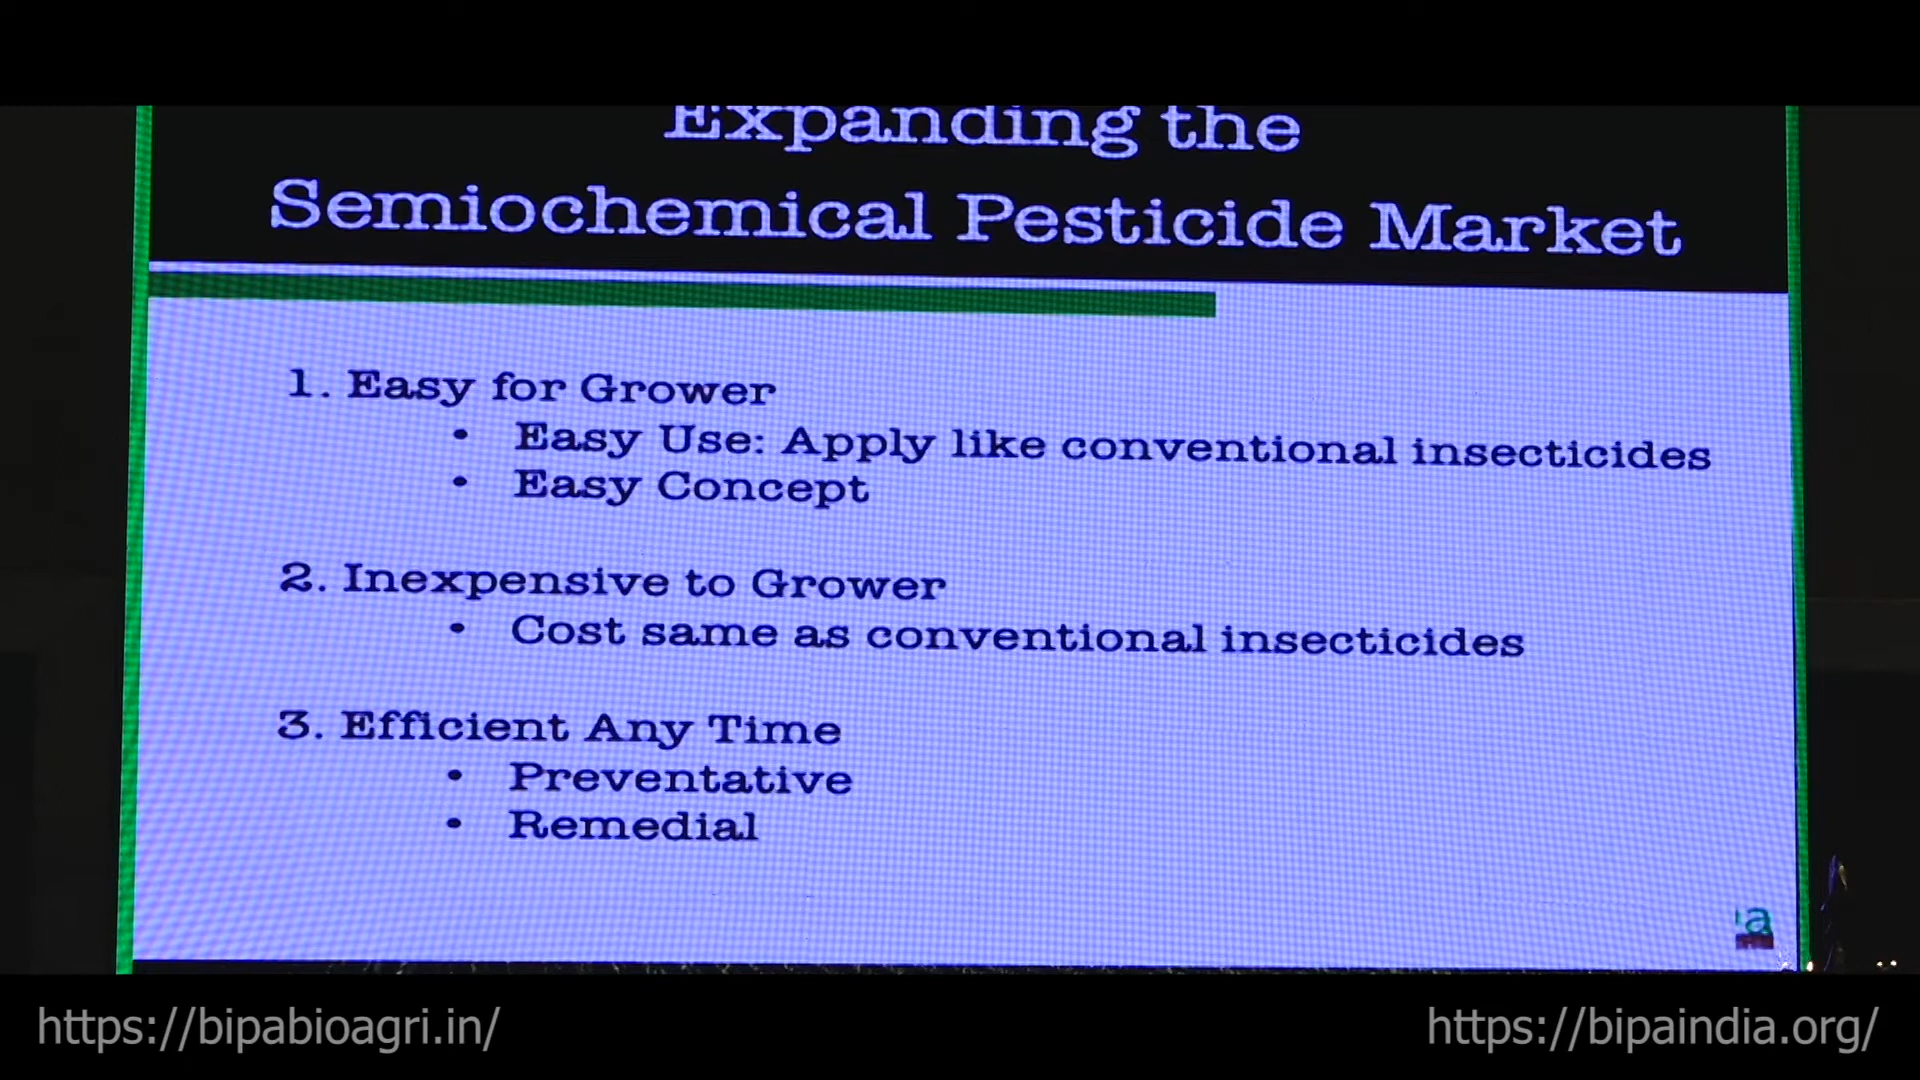 Expanding the
Semiochemical Pesticide Market
1. Easy for Grower
• Easy Use: Apply like conventional insecticides
• Easy Concept
2. Inexpensive to Grower
• Cost same as conventional insecticides
3. Efficient Any Time
• Preventative
• Remedial
https://bipabioagri.in/
https://bipaindia.org/